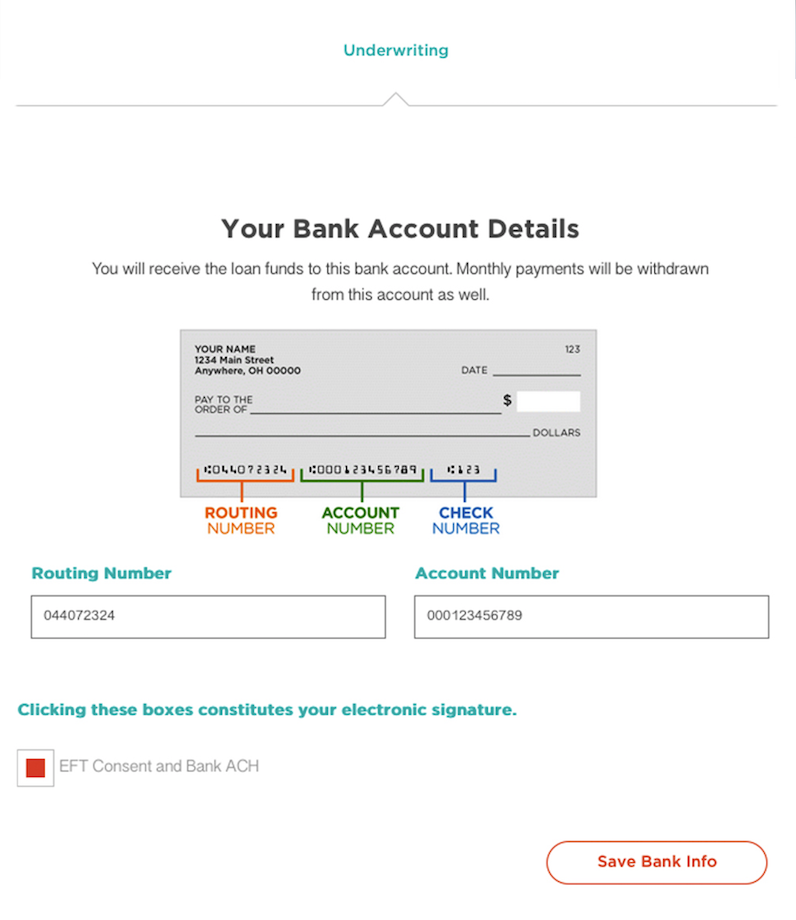 Underwriting
Your Bank Account Details
You will receive the loan funds to this bank account. Monthly payments will be withdrawn
from this account as well.
YOUR NAME
1234 Main Street
Anywhere, OH 00000
123
DATE
PAY TO THE
ORDER OF
$
DOLLARS
⑆044072324 ⑆000123456789 ⑆123
ROUTING
NUMBER
ACCOUNT
NUMBER
CHECK
NUMBER
Routing Number
Account Number
044072324
000123456789
Clicking these boxes constitutes your electronic signature.
EFT Consent and Bank ACH
Save Bank Info